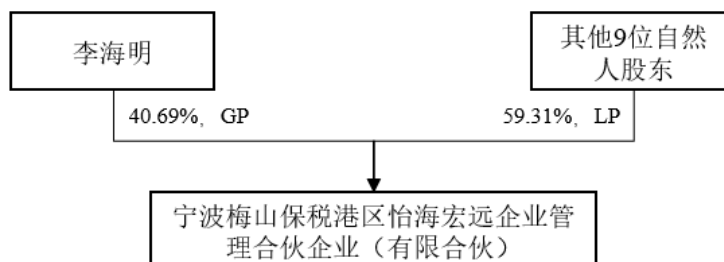 李海明
其他9位自然
人股东
40.69%, GP
59.31%, LP
宁波梅山保税港区怡海宏远企业管
理合伙企业（有限合伙）